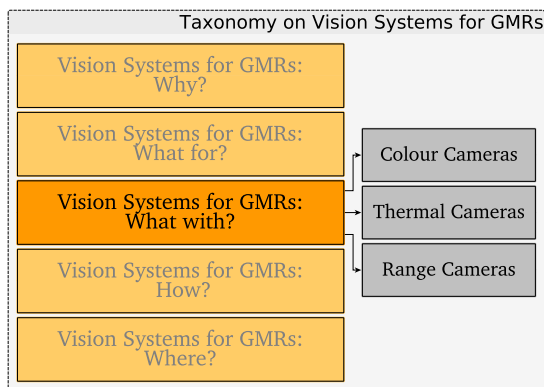 Taxonomy on Vision Systems for GMRs
Vision Systems for GMRs:
Why?
Vision Systems for GMRs:
What for?
Vision Systems for GMRs:
What with?
Vision Systems for GMRs:
How?
Vision Systems for GMRs:
Where?
Colour Cameras
Thermal Cameras
Range Cameras